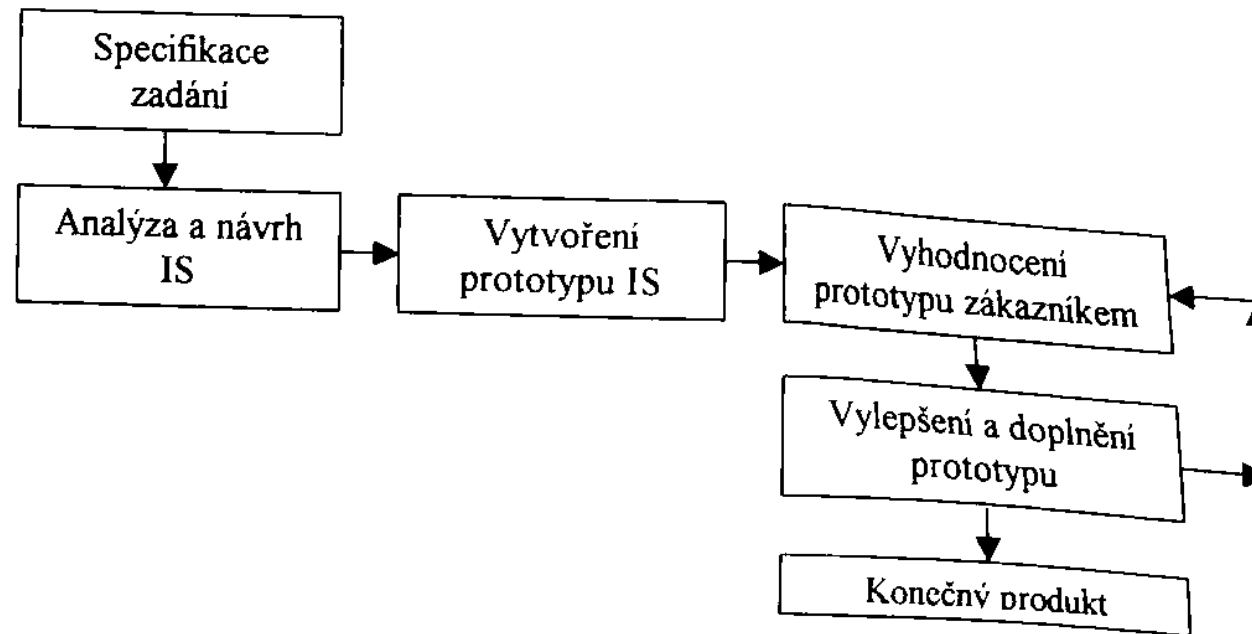 Specifikace
zadání
Analýza a návrh
IS
Vytvoření
prototypu IS
Vyhodnocení
prototypu zákazníkem
Vylepšení a doplnění
prototypu
Konečný produkt